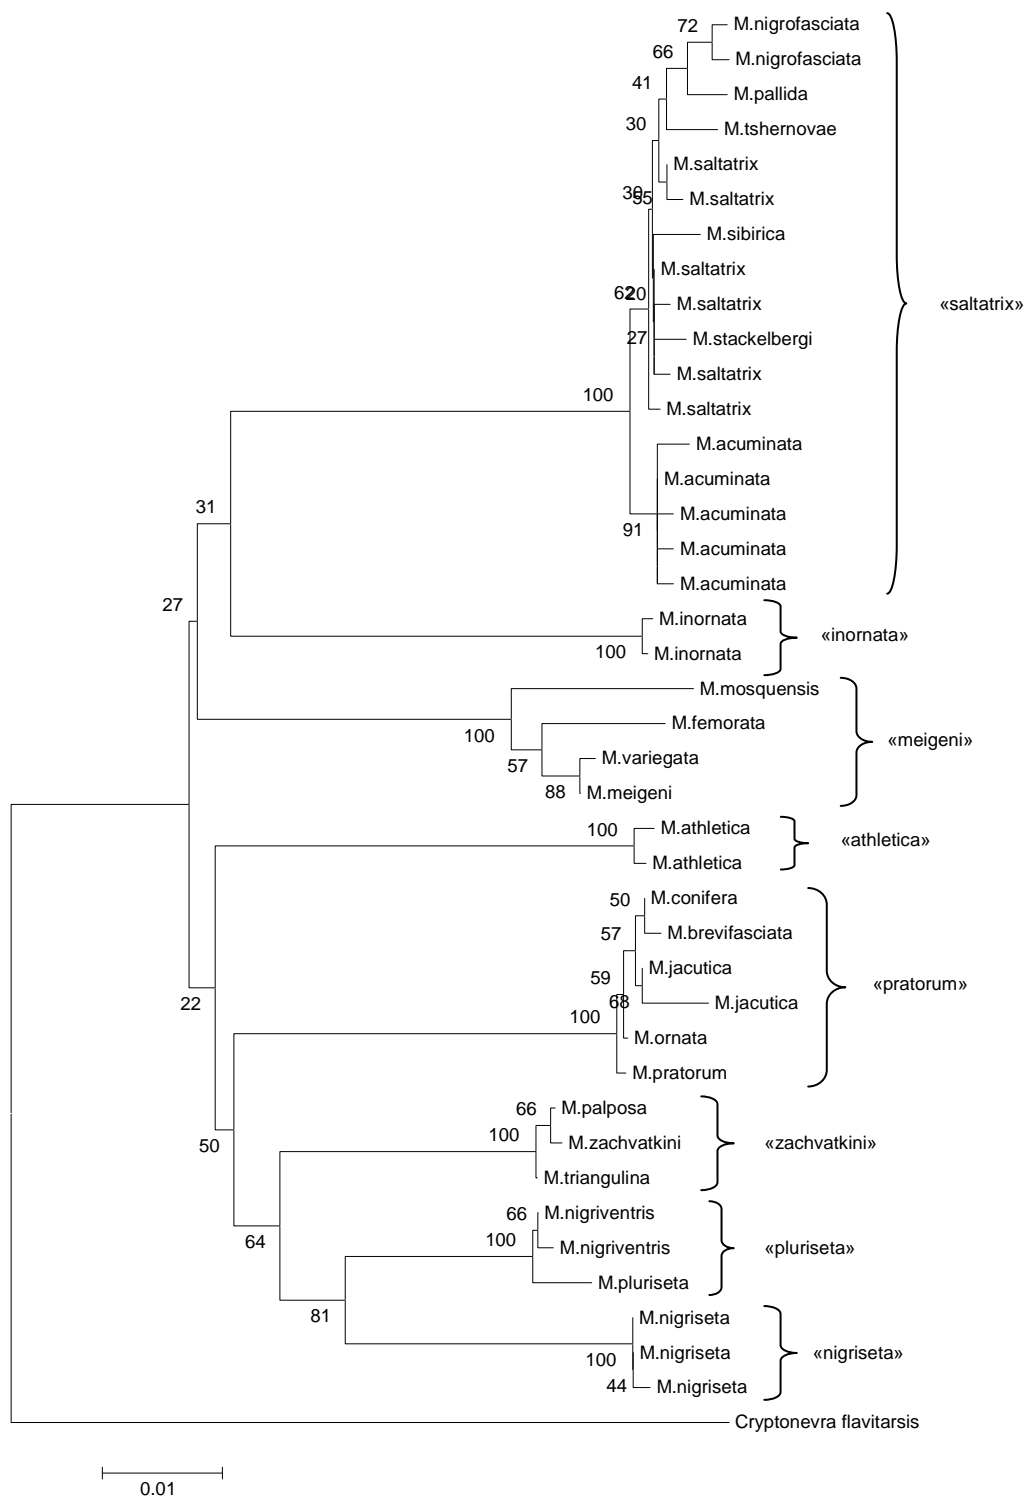 72
M.nigrofasciata
66
M.nigrofasciata
41
M.pallida
30
M.tshernovae
M.saltatrix
30
55
M.saltatrix
M.sibirica
M.saltatrix
62
20
M.saltatrix
«saltatrix»
27
M.stackelbergi
M.saltatrix
100
M.saltatrix
M.acuminata
M.acuminata
31
M.acuminata
91
M.acuminata
M.acuminata
27
M.inornata
«inornata»
100
M.inornata
M.mosquensis
100
M.femorata
«meigeni»
57
M.variegata
88
M.meigeni
100
M.athletica
«athletica»
M.athletica
50
M.conifera
57
M.brevifasciata
59
M.jacutica
«pratorum»
22
68
M.jacutica
100
M.ornata
M.pratorum
66
M.palposa
100
M.zachvatkini
«zachvatkini»
50
M.triangulina
66
M.nigriventris
64
100
M.nigriventris
«pluriseta»
M.pluriseta
81
M.nigriseta
100
M.nigriseta
«nigriseta»
44
M.nigriseta
Cryptonevra flavitarsis
0.01